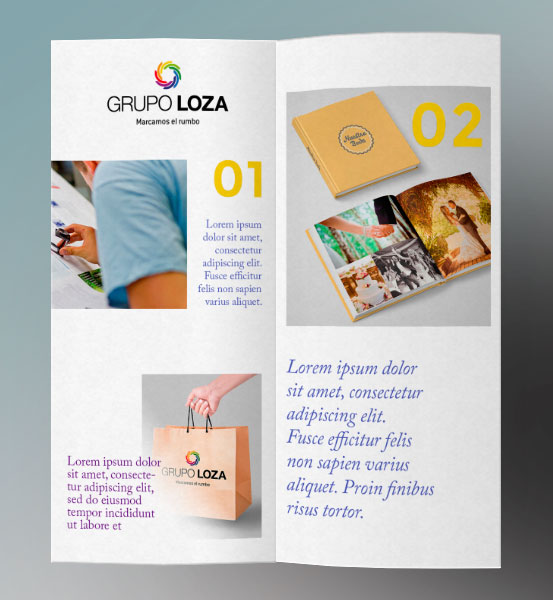 GRUPO LOZA
Marcamos el rumbo
01
Lorem ipsum
dolor sit amet,
consectetur
adipiscing elit.
Fusce efficitur
felis non sapien
varius aliquet.
Lorem ipsum dolor
sit amet, consecte-
tur adipiscing elit,
sed do eiusmod
tempor incididunt
ut labore et
GRUPO LOZA
Marcamos el rumbo
02
Nuestra
Boda
Lorem ipsum dolor
sit amet, consectetur
adipiscing elit.
Fusce efficitur felis
non sapien varius
aliquet. Proin finibus
risus tortor.